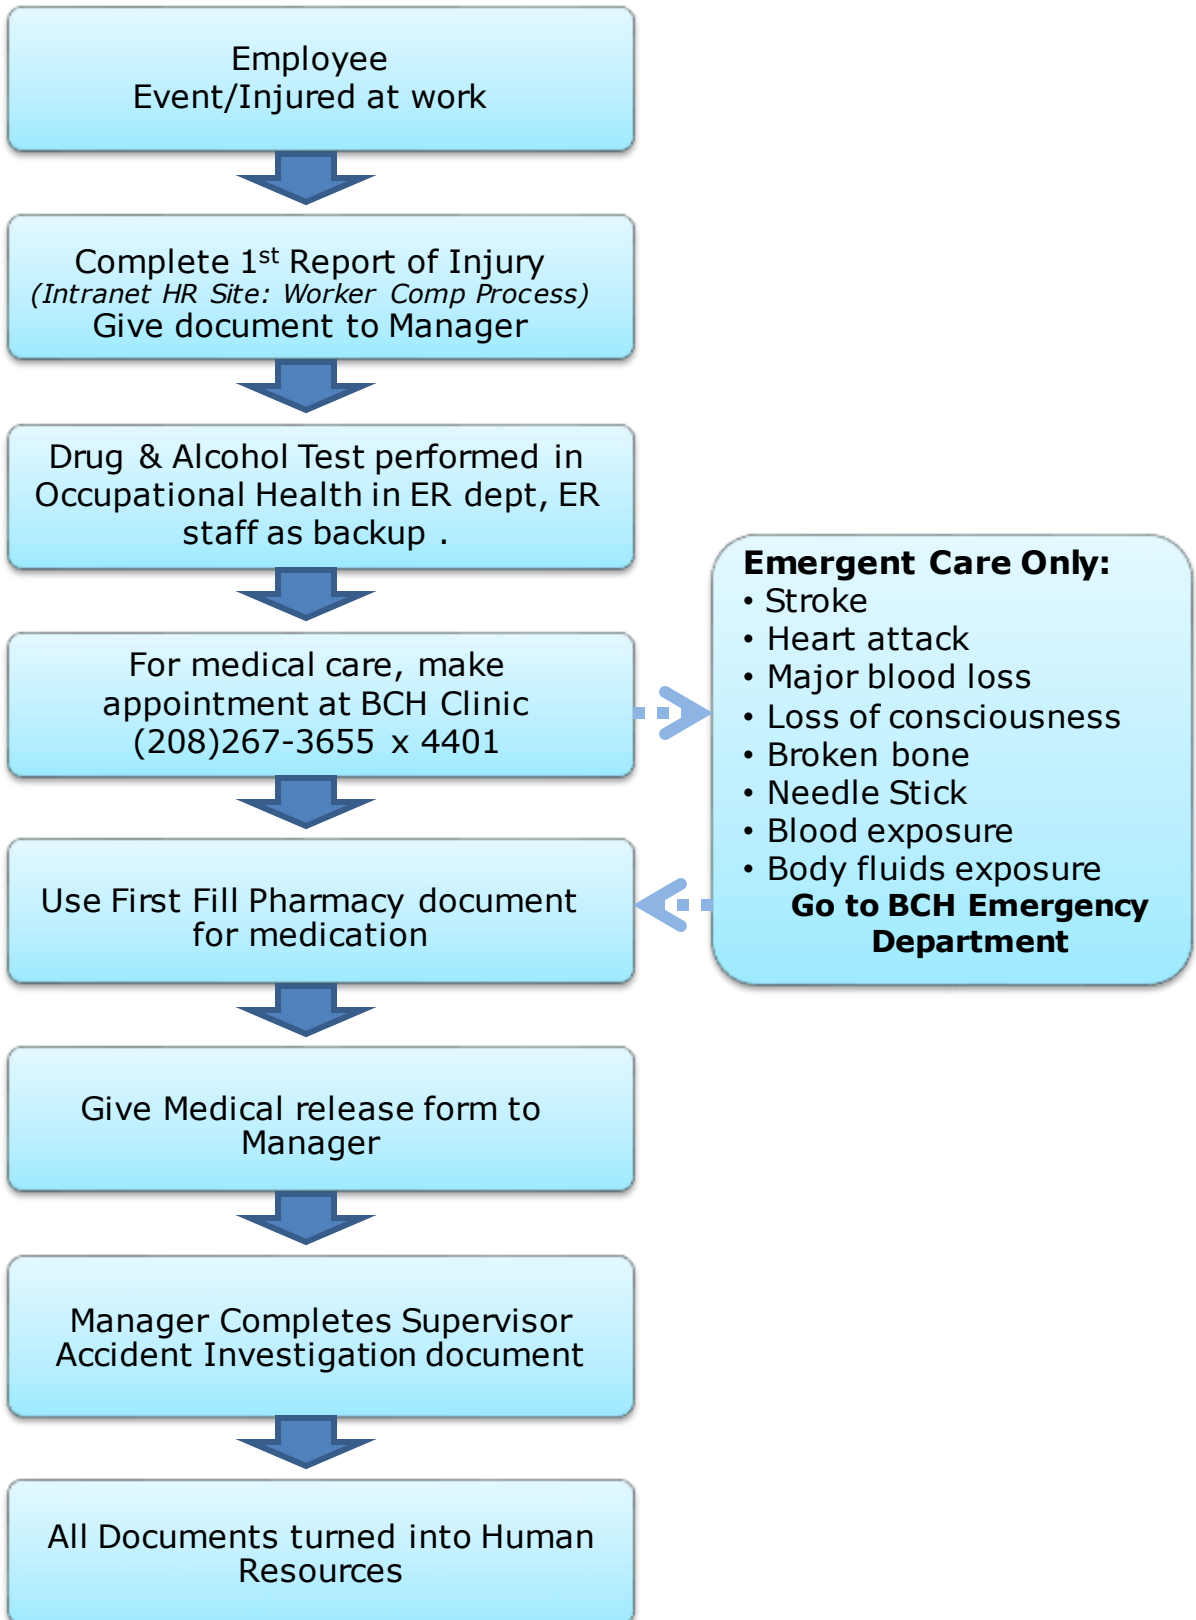 Employee
Event/Injured at work
Complete 1st Report of Injury
(Intranet HR Site: Worker Comp Process)
Give document to Manager
Drug & Alcohol Test performed in
Occupational Health in ER dept, ER
staff as backup .
For medical care, make
appointment at BCH Clinic
(208)267-3655 x 4401
Emergent Care Only:
• Stroke
• Heart attack
• Major blood loss
• Loss of consciousness
• Broken bone
• Needle Stick
• Blood exposure
• Body fluids exposure
Go to BCH Emergency
Department
Use First Fill Pharmacy document
for medication
Give Medical release form to
Manager
Manager Completes Supervisor
Accident Investigation document
All Documents turned into Human
Resources